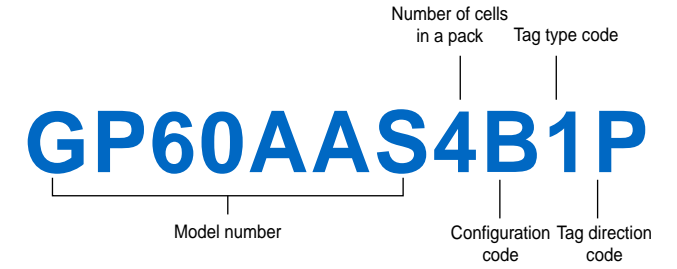 Number of cells
in a pack
Tag type code
GP60AAS4B1P
Model number
Configuration
code
Tag direction
code